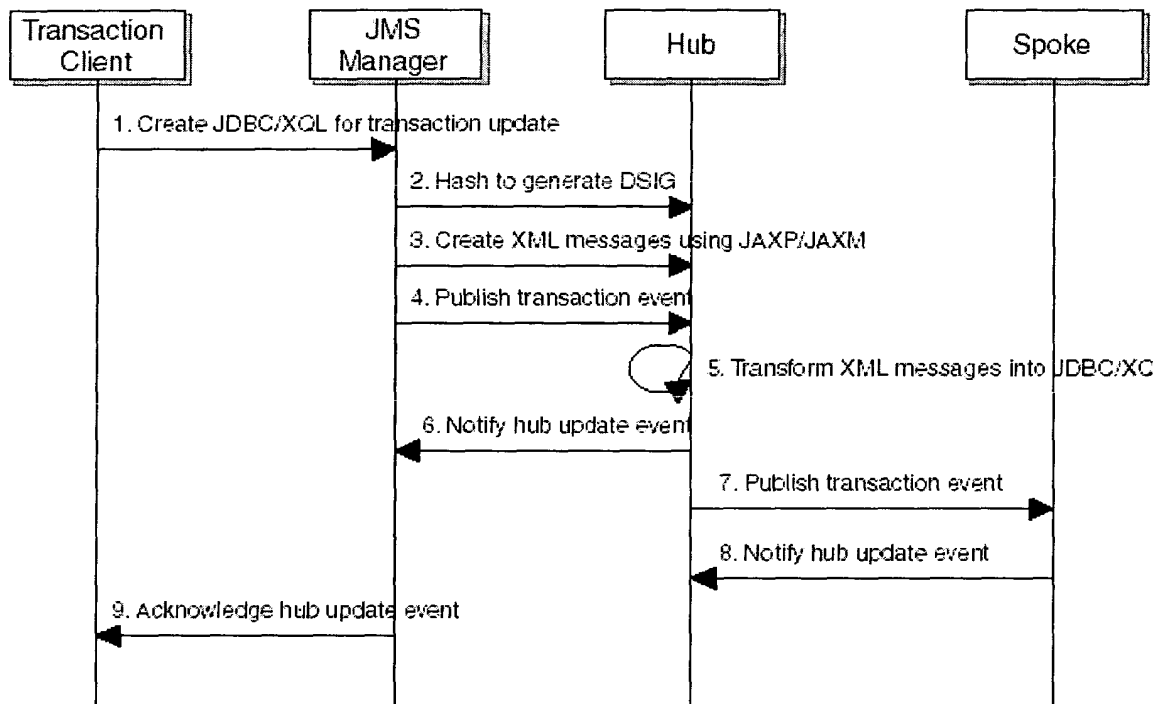 Transaction
Client
JMS
Manager
Hub
Spoke
1. Create JDBC/XQL for transaction update
2. Hash to generate DSIG
3. Create XML messages using JAXP/JAXM
4. Publish transaction event
5. Transform XML messages into JDBC/XQ
6. Notify hub update event
7. Publish transaction event
8. Notify hub update event
9. Acknowledge hub update event